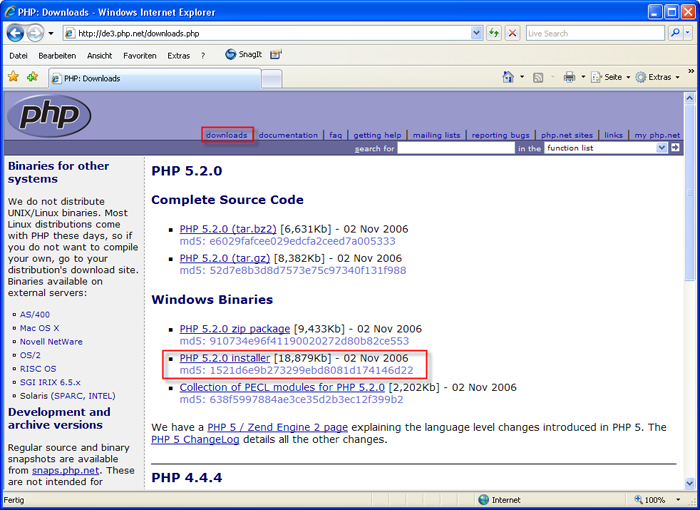 PHP: Downloads - Windows Internet Explorer
http://de3.php.net/downloads.php
Live Search
Datei Bearbeiten Ansicht Favoriten Extras ? SnagIt
PHP: Downloads
Seite Extras
php
downloads | documentation | faq | getting help | mailing lists | reporting bugs | php.net sites | links | my php.net
search for in the function list
Binaries for other
systems
We do not distribute
UNIX/Linux binaries. Most
Linux distributions come
with PHP these days, so if
you do not want to compile
your own, go to your
distribution's download site.
Binaries available on
external servers:
AS/400
Mac OS X
Novell NetWare
OS/2
RISC OS
SGI IRIX 6.5.x
Solaris (SPARC, INTEL)
Development and
archive versions
Regular source and binary
snapshots are available
from snaps.php.net. These
are not intended for
PHP 5.2.0
Complete Source Code
PHP 5.2.0 (tar.bz2) [6,631Kb] - 02 Nov 2006
md5: e6029fafcee029edcfa2ceed7a005333
PHP 5.2.0 (tar.gz) [8,382Kb] - 02 Nov 2006
md5: 52d7e8b3d8d7573e75c97340f131f988
Windows Binaries
PHP 5.2.0 zip package [9,433Kb] - 02 Nov 2006
md5: 910734e96f41190020272d80b82ce553
PHP 5.2.0 installer [18,879Kb] - 02 Nov 2006
md5: 1521d6e9b273299ebd8081d174146d22
Collection of PECL modules for PHP 5.2.0 [2,202Kb] - 02 Nov 2006
md5: 638f5997884ae3ce35d2b3ec12f399b2
We have a PHP 5 / Zend Engine 2 page explaining the language level changes introduced in PHP 5. The
PHP 5 ChangeLog details all the other changes.
PHP 4.4.4
Fertig Internet 100%